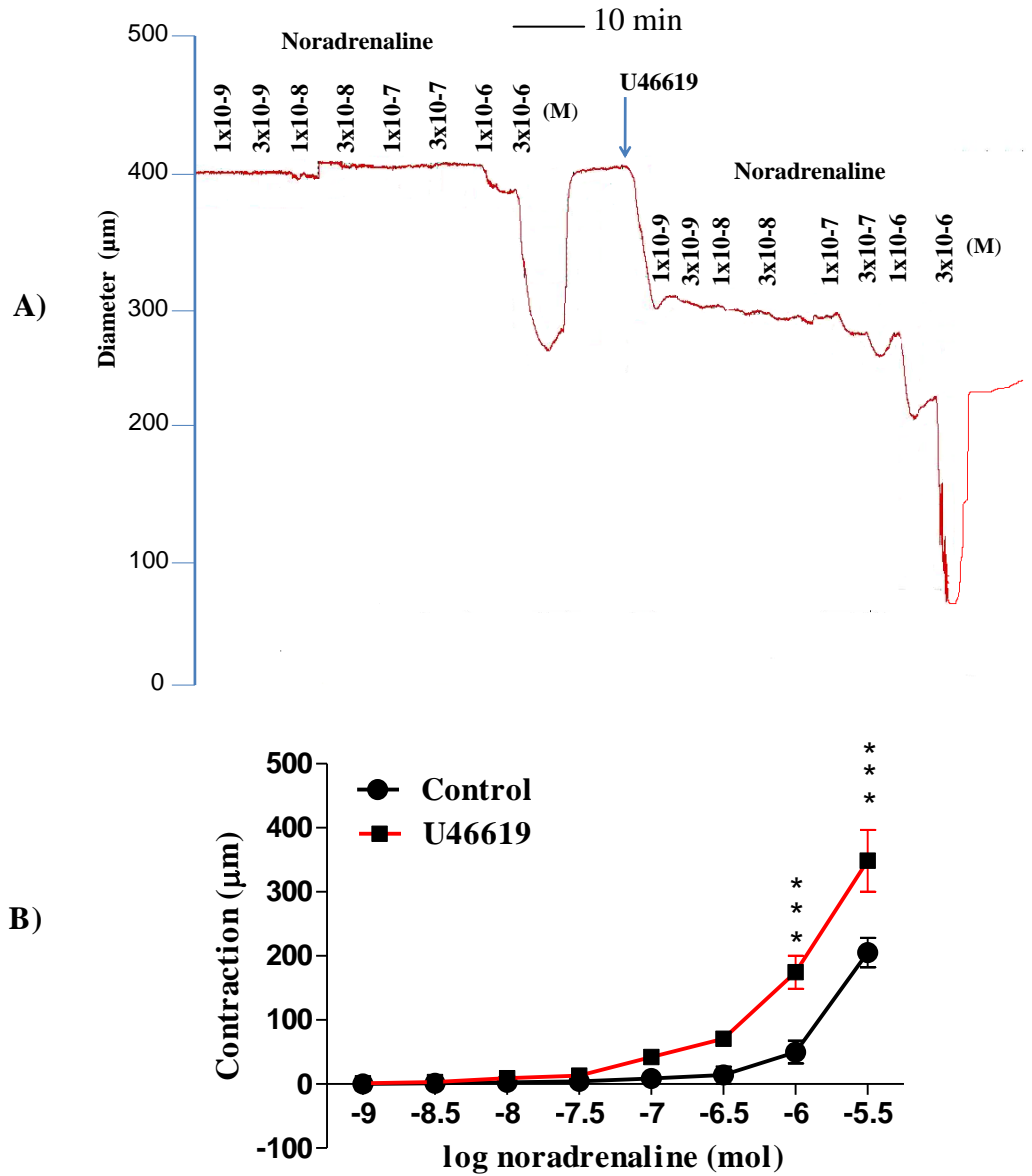 10 min
500
Noradrenaline
1x10-9
3x10-9
1x10-8
3x10-8
1x10-7
3x10-7
1x10-6
3x10-6
(M)
U46619
400
Noradrenaline
1x10-9
3x10-9
1x10-8
3x10-8
1x10-7
3x10-7
1x10-6
3x10-6
(M)
A)
Diameter (µm)
300
200
100
0
B)
Contraction (µm)
500
400
300
200
100
0
-100
Control
U46619
* * *
* * *
-9 -8.5 -8 -7.5 -7 -6.5 -6 -5.5
log noradrenaline (mol)